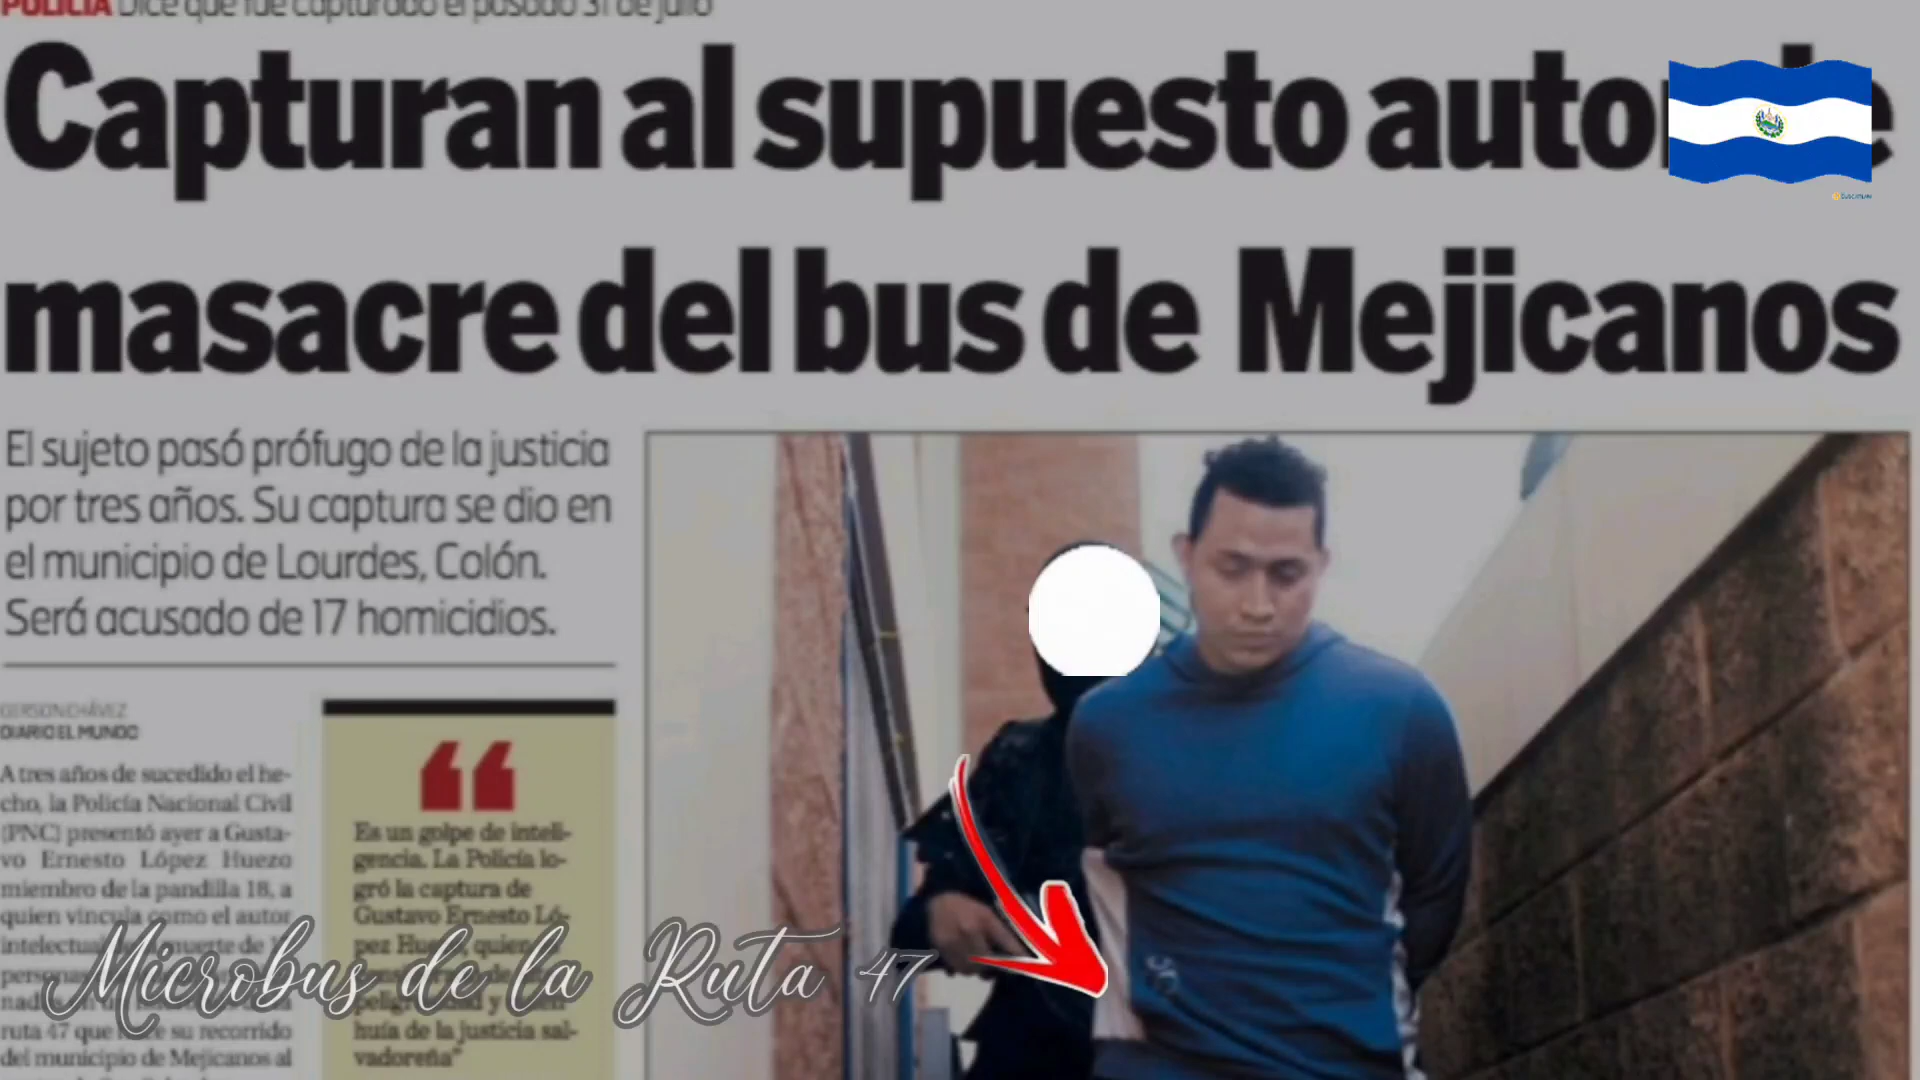 POLICÍA Dice que fue capturado el pasado 31 de julio
Capturan al supuesto autor de
masacre del bus de Mejicanos
El sujeto pasó prófugo de la justicia
por tres años. Su captura se dio en
el municipio de Lourdes, Colón.
Será acusado de 17 homicidios.
GERSON CHÁVEZ
DIARIO EL MUNDO
A tres años de sucedido el he-
cho, la Policía Nacional Civil
(PNC) presentó ayer a Gusta-
vo Ernesto López Huezo
miembro de la pandilla 18, a
quien vincula como el autor
intelectual muerte de
ruta 47 que su recorrido
del municipio de Mejicanos al
“
Es un golpe de inteli-
gencia. La Policía lo-
gró la captura de
Gustavo Ernesto Ló-
pez quien
y
huía de la justicia sal-
vadoreña"
Microbus de la Ruta 47